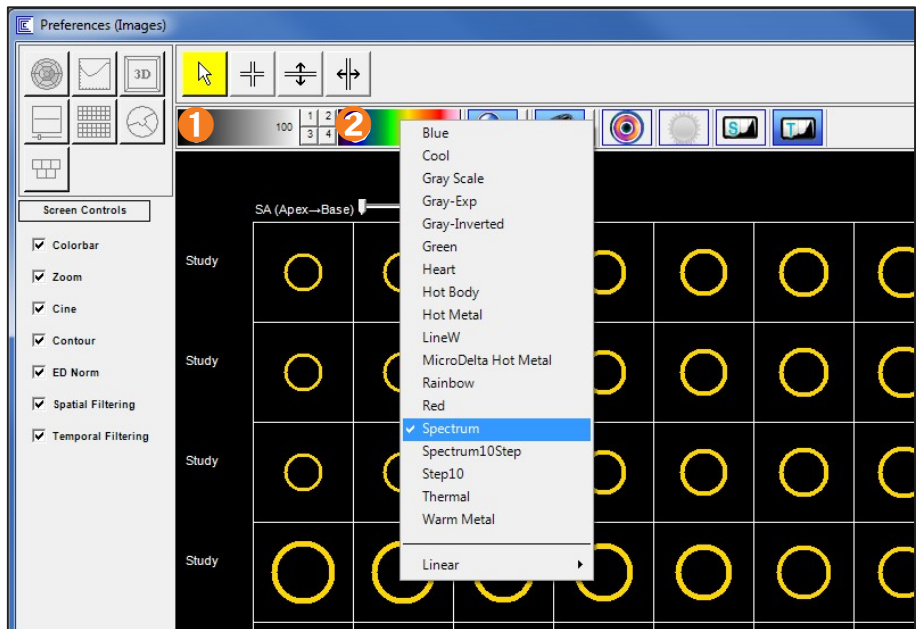 Preferences (Images)
3D
1
100
1 2
3 4
2
S
T
Blue
Cool
Gray Scale
Gray-Exp
Gray-Inverted
Green
Heart
Hot Body
Hot Metal
LineW
MicroDelta Hot Metal
Rainbow
Red
Spectrum
Spectrum10Step
Step10
Thermal
Warm Metal
Linear
Screen Controls
Colorbar
Zoom
Cine
Contour
ED Norm
Spatial Filtering
Temporal Filtering
SA (Apex→Base)
Study
Study
Study
Study